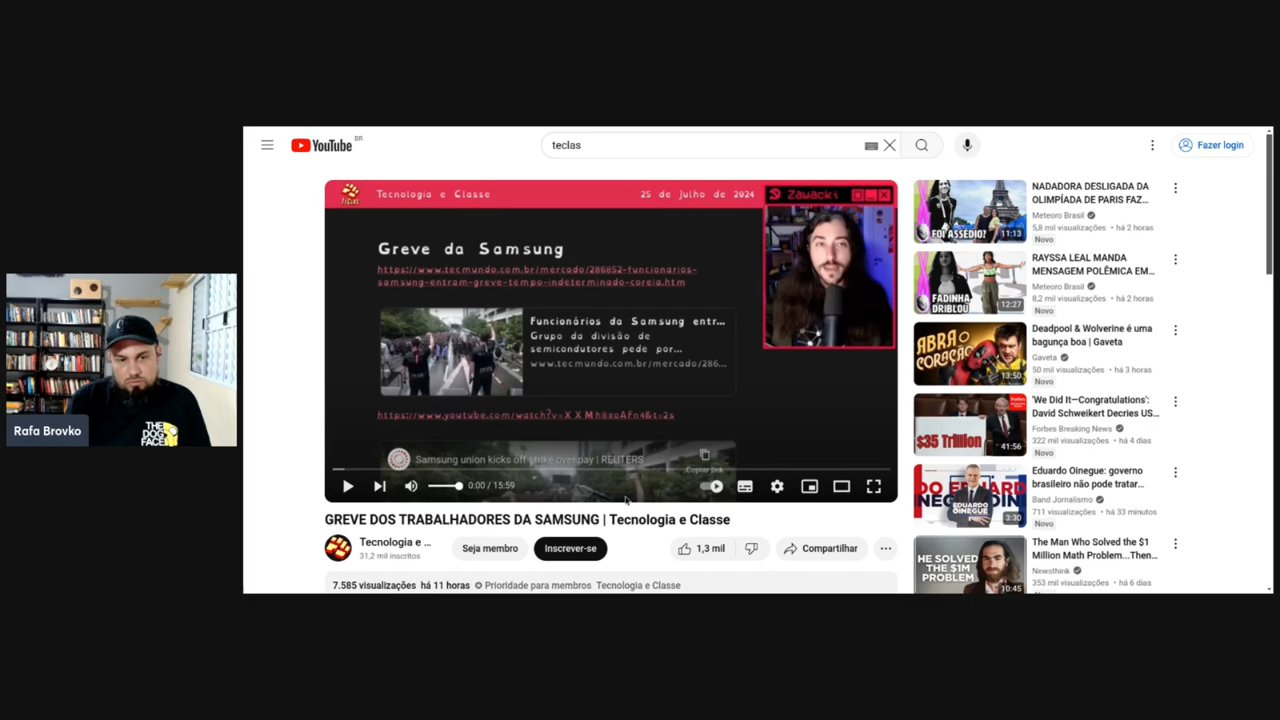 Rafa Brovko
THE
DOG
FACE
YouTube BR
teclas
Fazer login
Tecnologia e Classe
25 de julho de 2024
Zawacki
Greve da Samsung
https://www.tecmundo.com.br/mercado/286852-funcionarios-
samsung-entram-greve-tempo-indeterminado-coreia.htm
Funcionários da Samsung entr...
Grupo da divisão de
semicondutores pede por...
www.tecmundo.com.br/mercado/286...
Samsung union kicks off strike over pay | REUTERS
Copiar link
0:00 / 15:59
GREVE DOS TRABALHADORES DA SAMSUNG | Tecnologia e Classe
Tecnologia e ...
31,2 mil inscritos
Seja membro
Inscrever-se
1,3 mil
Compartilhar
7.585 visualizações há 11 horas Prioridade para membros Tecnologia e Classe
FOI ASSÉDIO?
11:13
NADADORA DESLIGADA DA
OLIMPÍADA DE PARIS FAZ...
Meteoro Brasil
5,8 mil visualizações • há 2 horas
Novo
FADINHA
DRIBLOU
12:27
RAYSSA LEAL MANDA
MENSAGEM POLÊMICA EM...
Meteoro Brasil
8,2 mil visualizações • há 2 horas
Novo
ABRA O
CORAÇÃO
13:50
Deadpool & Wolverine é uma
bagunça boa | Gaveta
Gaveta
50 mil visualizações • há 3 horas
Novo
$35 Trillion
41:56
'We Did It—Congratulations':
David Schweikert Decries US...
Forbes Breaking News
322 mil visualizações • há 4 dias
Novo
EDUARDO
OINEGUE
3:30
Eduardo Oinegue: governo
brasileiro não pode tratar...
Band Jornalismo
711 visualizações • há 33 minutos
Novo
HE SOLVED
THE $1M
PROBLEM
10:45
The Man Who Solved the $1
Million Math Problem...Then...
Newsthink
353 mil visualizações • há 6 dias